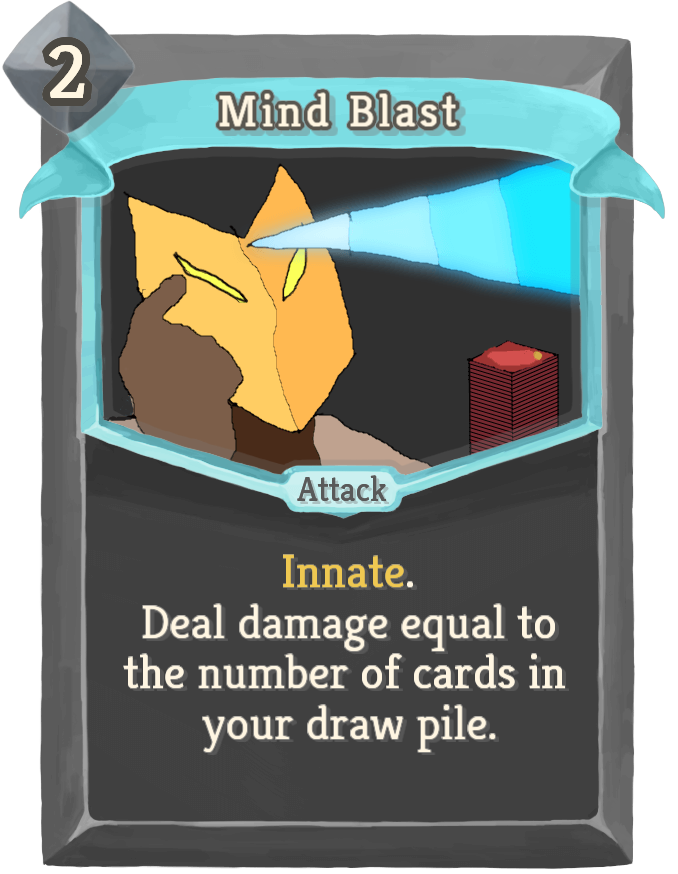 2
Mind Blast
Attack
Innate.
Deal damage equal to
the number of cards in
your draw pile.